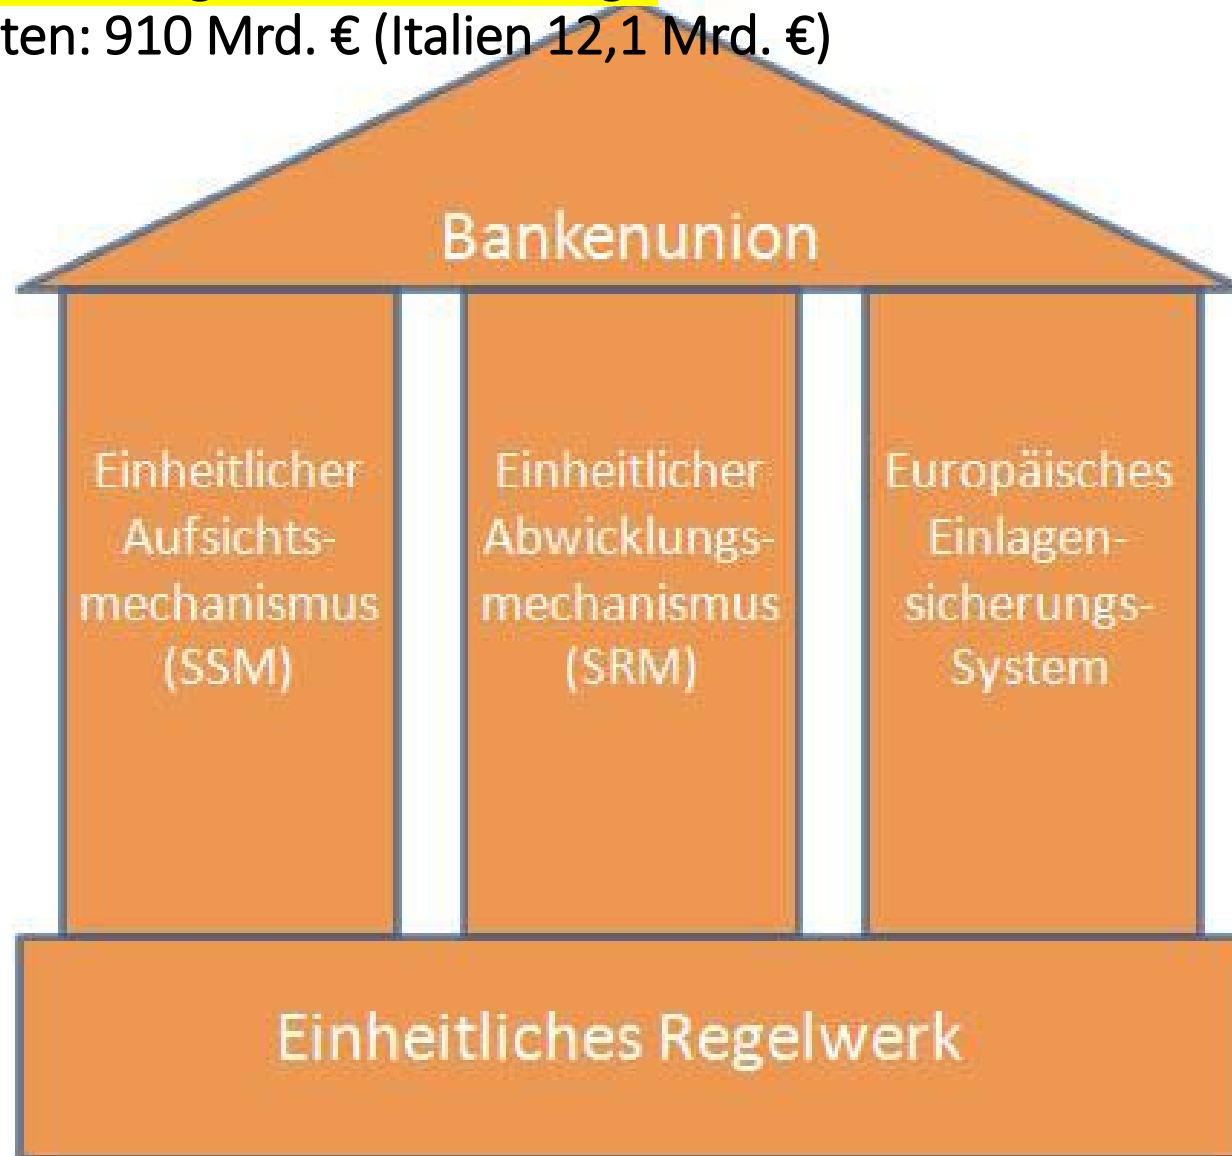 ten: 910 Mrd. € (Italien 12,1 Mrd. €)
Bankenunion
Einheitlicher
Aufsichts-
mechanismus
(SSM)
Einheitlicher
Abwicklungs-
mechanismus
(SRM)
Europäisches
Einlagen-
sicherungs-
System
Einheitliches Regelwerk